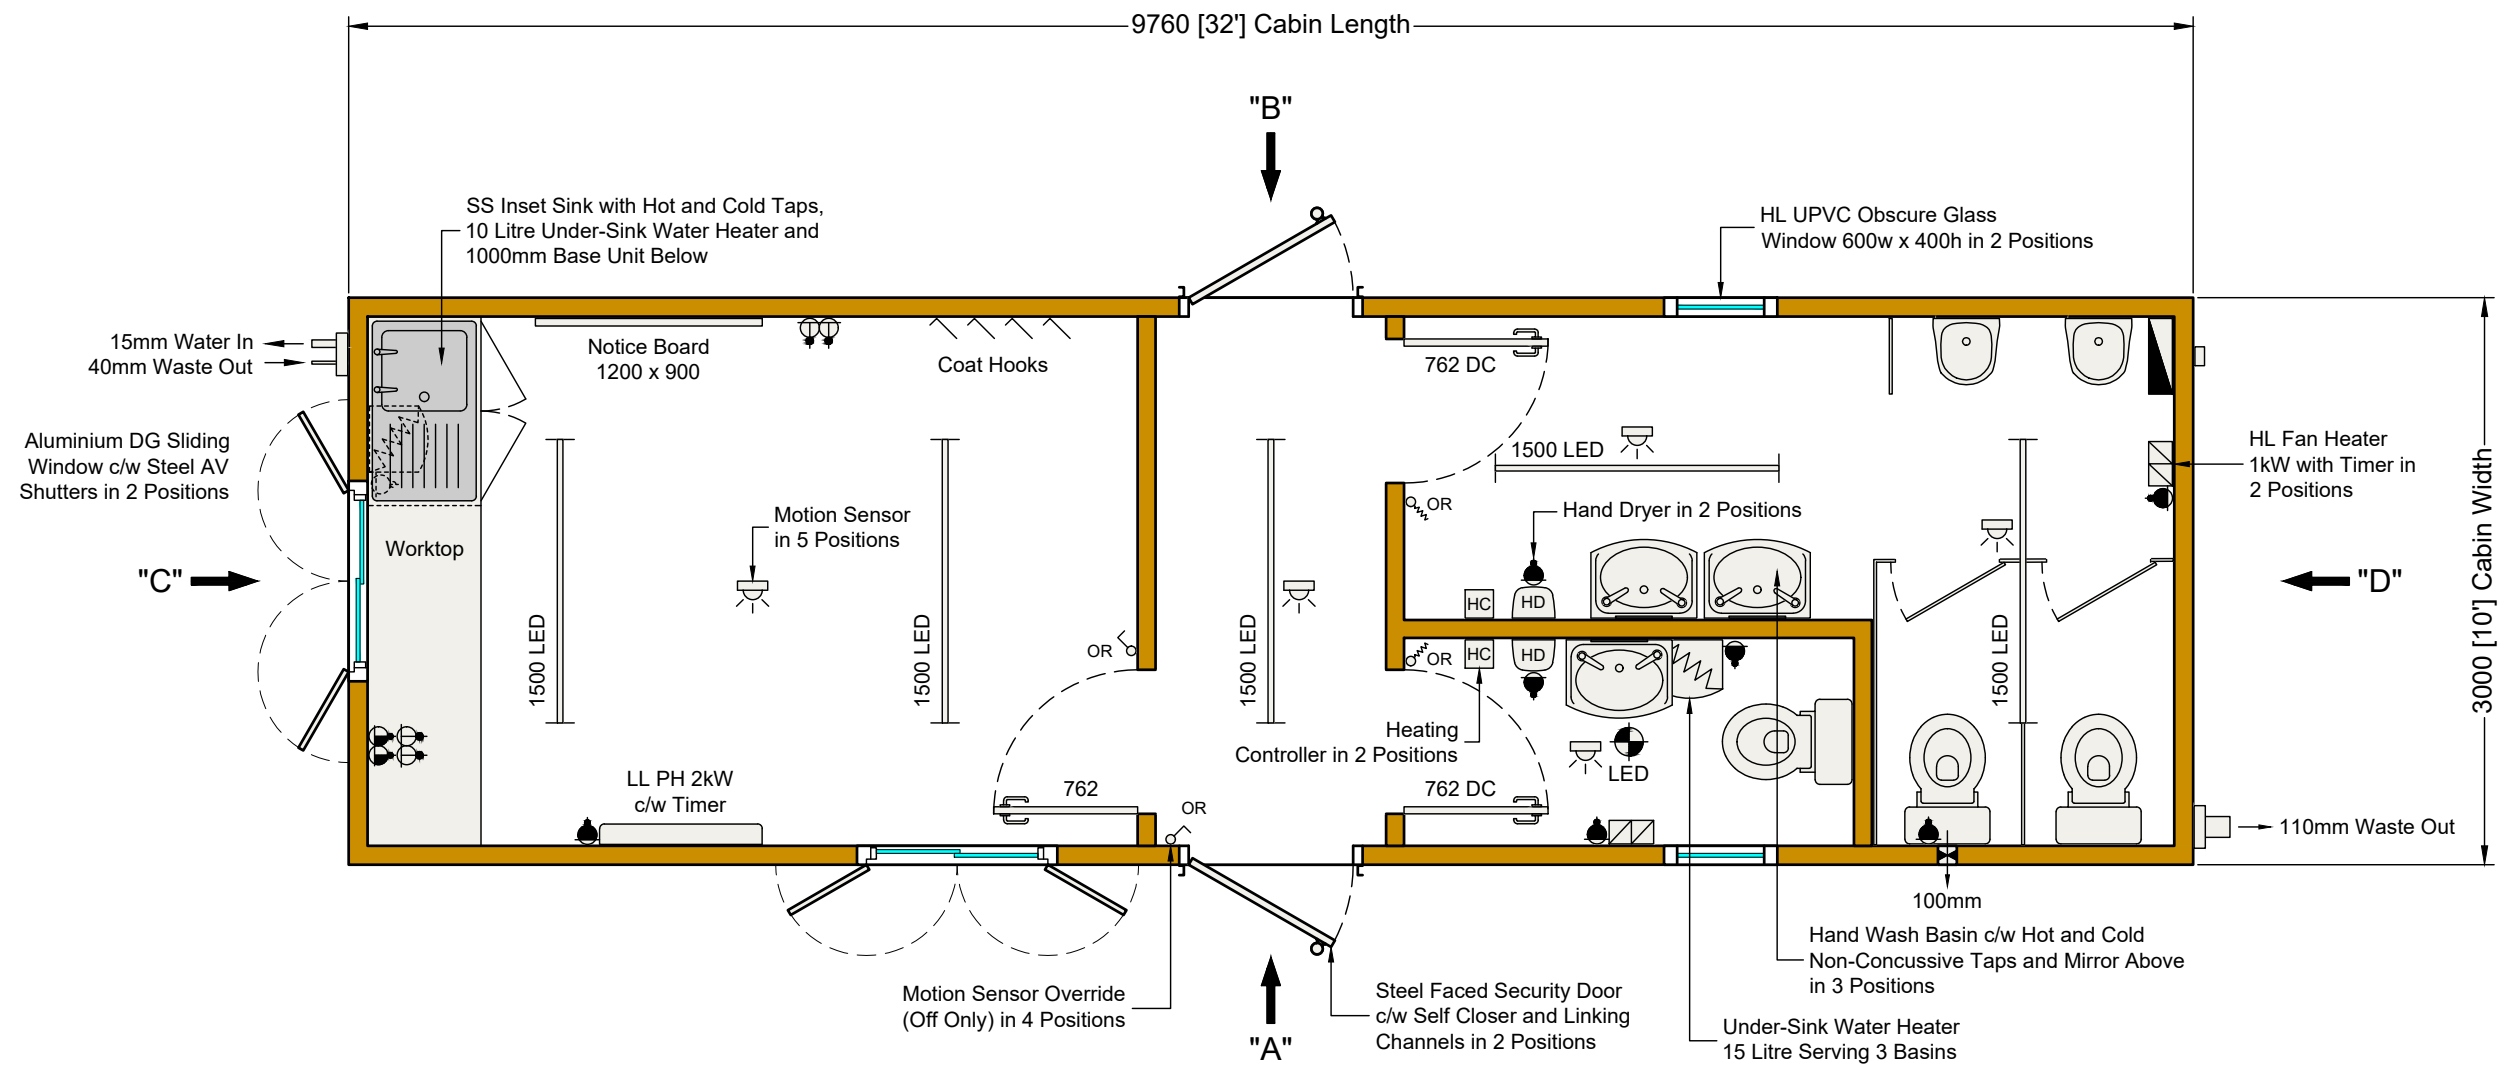 9760 [32'] Cabin Length
"B"
SS Inset Sink with Hot and Cold Taps,
10 Litre Under-Sink Water Heater and
1000mm Base Unit Below
HL UPVC Obscure Glass
Window 600w x 400h in 2 Positions
15mm Water In
40mm Waste Out
Notice Board
1200 x 900
Coat Hooks
762 DC
Aluminium DG Sliding
Window c/w Steel AV
Shutters in 2 Positions
1500 LED
HL Fan Heater
1kW with Timer in
2 Positions
Motion Sensor
in 5 Positions
OR
Hand Dryer in 2 Positions
Worktop
"C"
"D"
3000 [10'] Cabin Width
HC
HD
1500 LED
1500 LED
1500 LED
1500 LED
OR
OR
HC
HD
Heating
Controller in 2 Positions
LED
LL PH 2kW
c/w Timer
762
OR
762 DC
110mm Waste Out
100mm
Hand Wash Basin c/w Hot and Cold
Non-Concussive Taps and Mirror Above
in 3 Positions
Motion Sensor Override
(Off Only) in 4 Positions
"A"
Steel Faced Security Door
c/w Self Closer and Linking
Channels in 2 Positions
Under-Sink Water Heater
15 Litre Serving 3 Basins